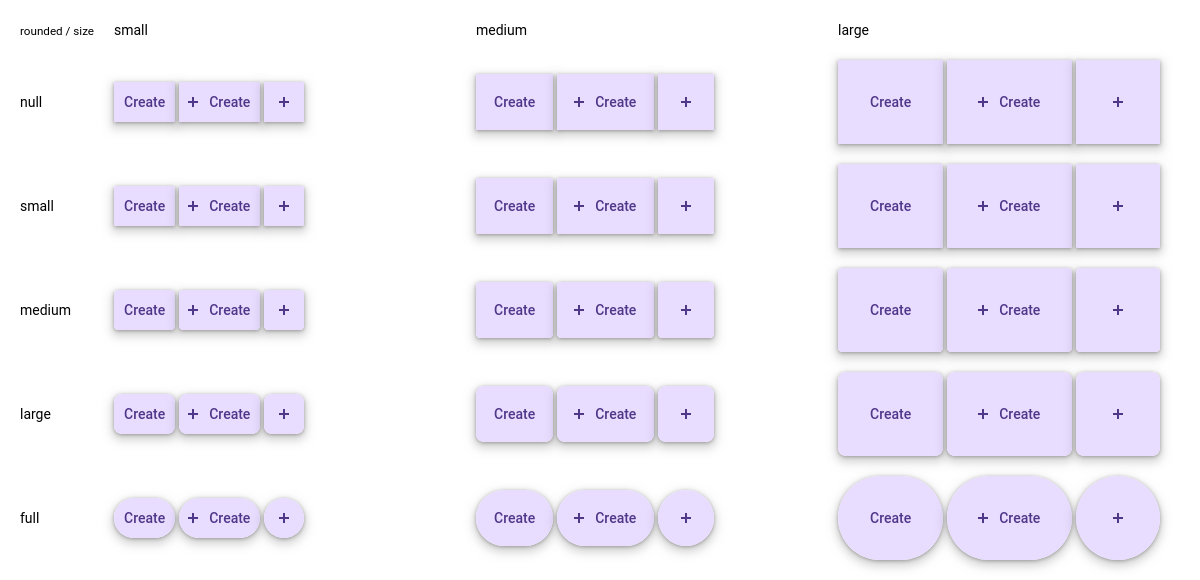 rounded / size small medium large
null Create + Create + Create + Create + Create + Create +
small Create + Create + Create + Create + Create + Create +
medium Create + Create + Create + Create + Create + Create +
large Create + Create + Create + Create + Create + Create +
full Create + Create + Create + Create + Create + Create +